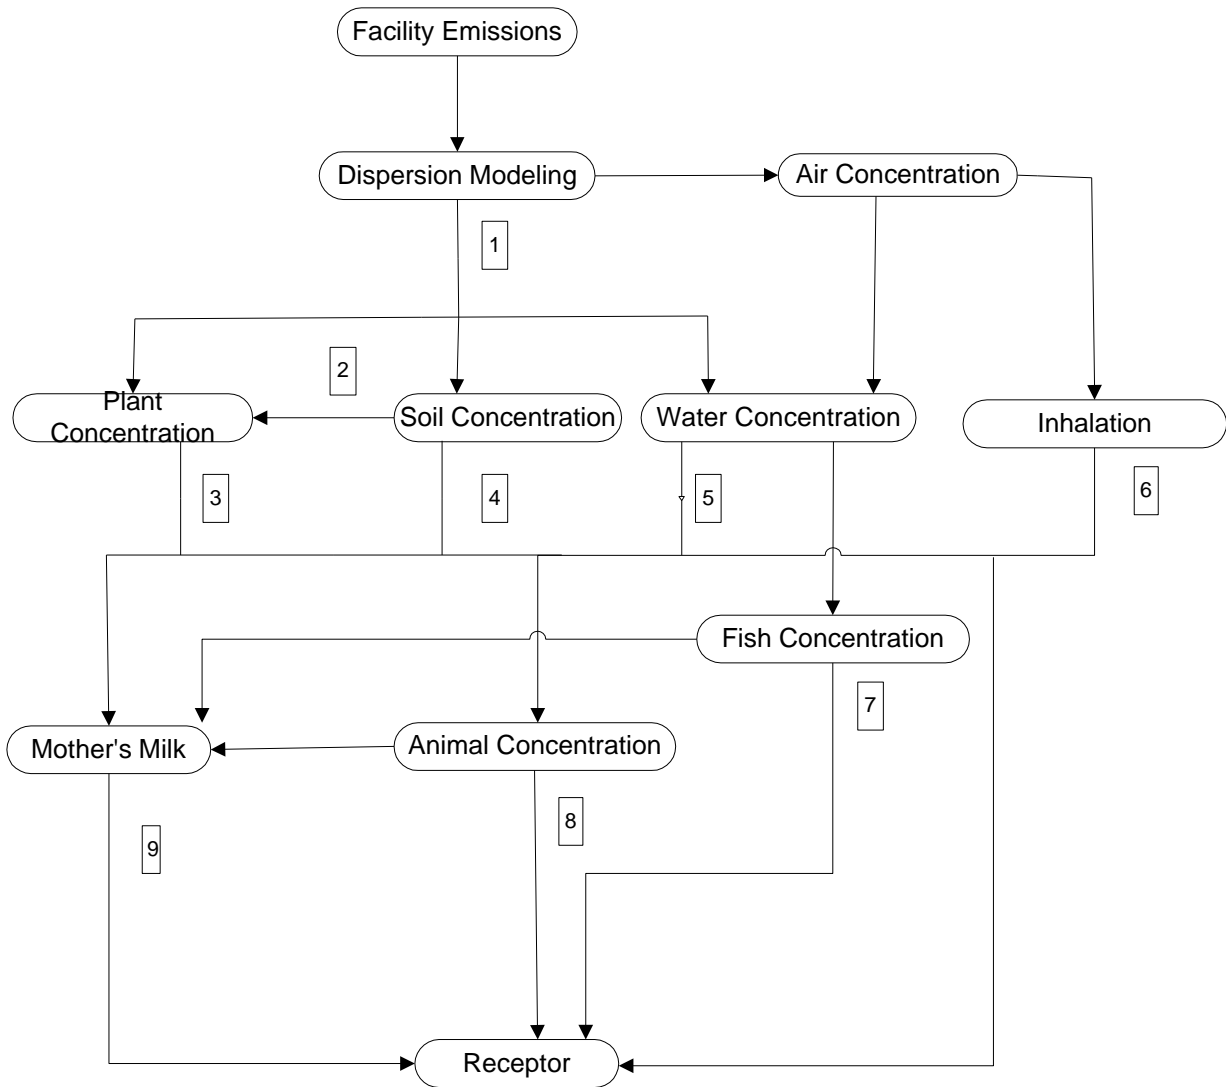 Facility Emissions
Dispersion Modeling
Air Concentration
1
2
Plant
Concentration
Soil Concentration
Water Concentration
Inhalation
3
4
5
6
Fish Concentration
7
Mother's Milk
Animal Concentration
8
9
Receptor